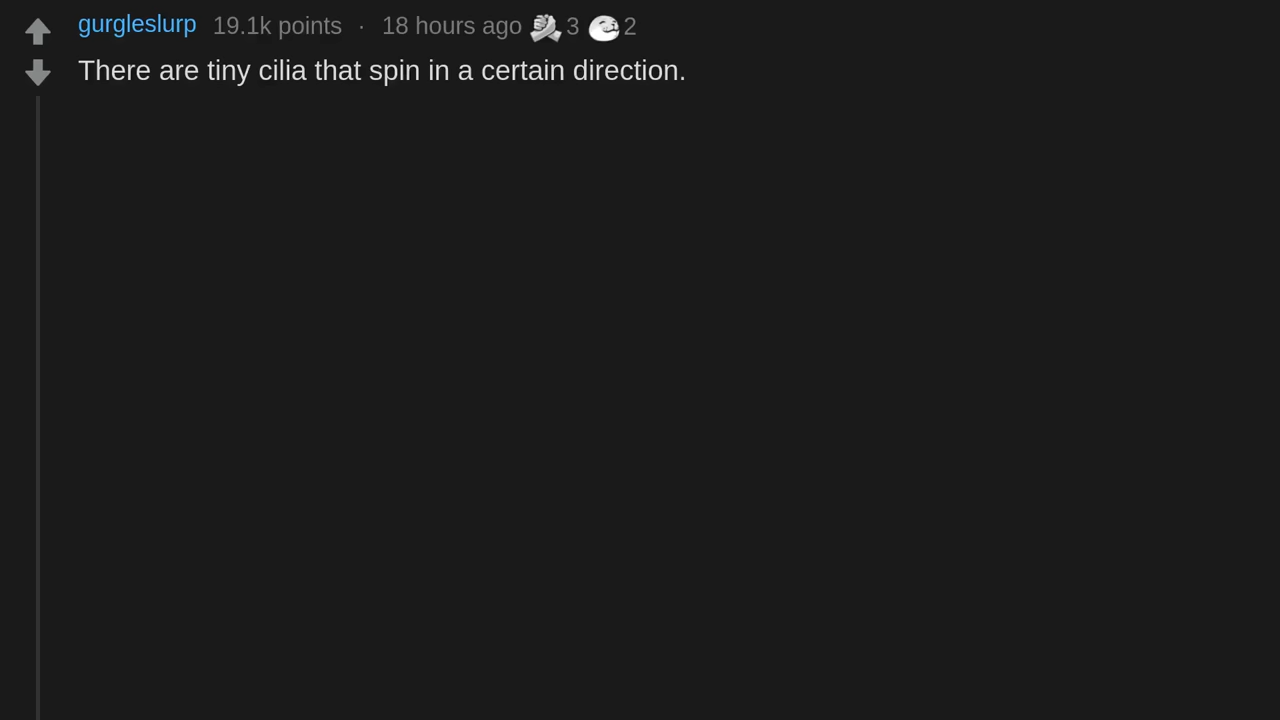 gurgleslurp 19.1k points · 18 hours ago 3 2
There are tiny cilia that spin in a certain direction.